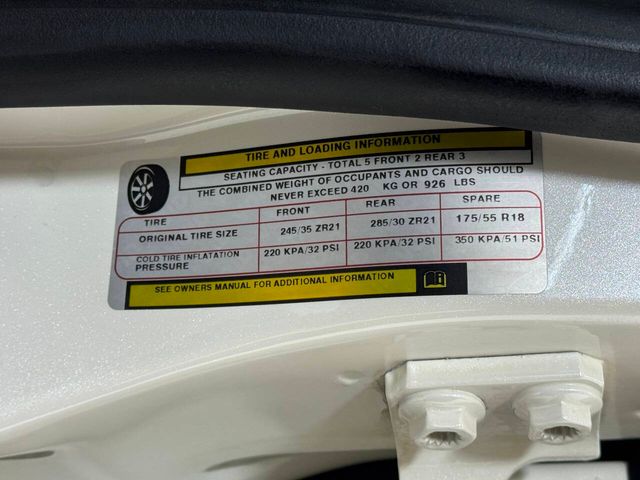 TIRE AND LOADING INFORMATION
SEATING CAPACITY - TOTAL 5 FRONT 2 REAR 3
THE COMBINED WEIGHT OF OCCUPANTS AND CARGO SHOULD
NEVER EXCEED 420 KG OR 926 LBS
TIRE FRONT REAR SPARE
ORIGINAL TIRE SIZE 245/35 ZR21 285/30 ZR21 175/55 R18
COLD TIRE INFLATATION
PRESSURE 220 KPA/32 PSI 220 KPA/32 PSI 350 KPA/51 PSI
SEE OWNERS MANUAL FOR ADDITIONAL INFORMATION